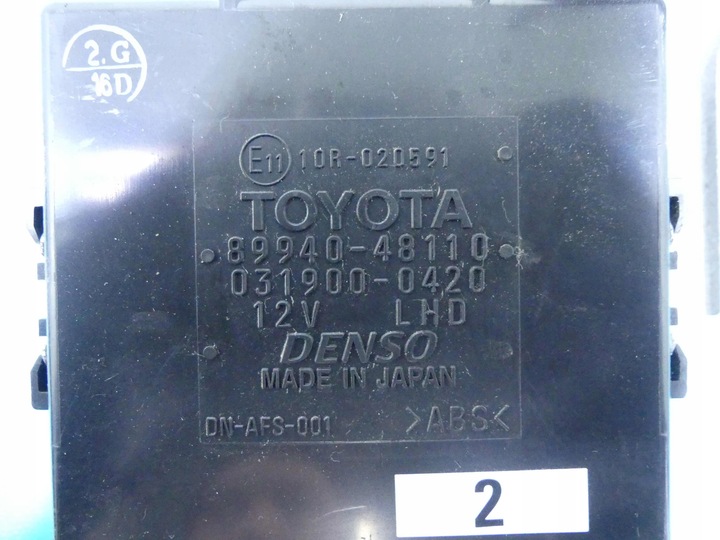 2.G
16D
E11 10R-020591
TOYOTA
89940-48110
031900-0420
12V LHD
DENSO
MADE IN JAPAN
DN-AFS-001 >ABS<
2